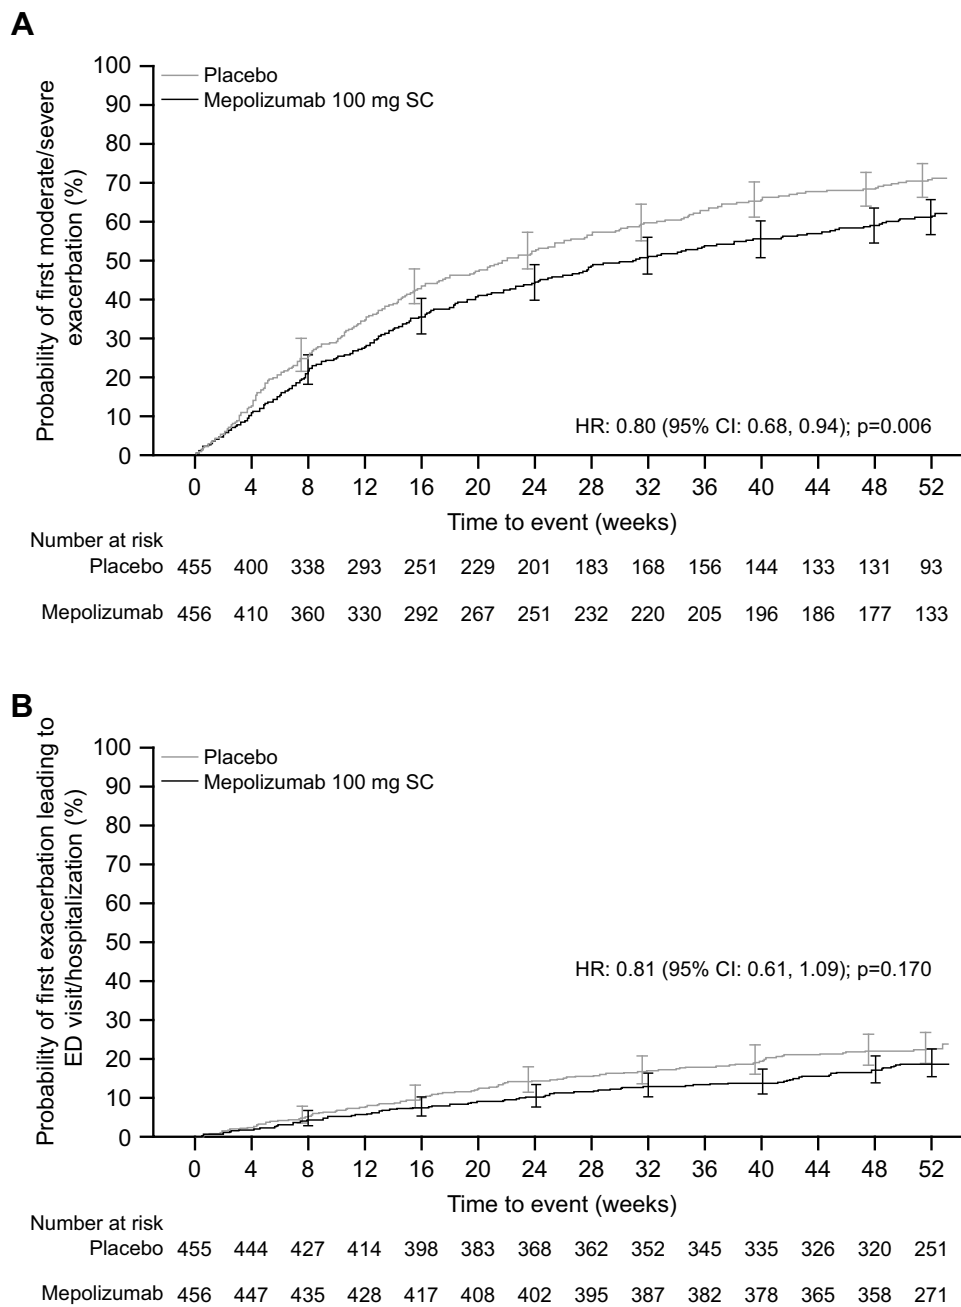 A
Probability of first moderate/severe
exacerbation (%)
100
90
80
70
60
50
40
30
20
10
0
Placebo
Mepolizumab 100 mg SC
HR: 0.80 (95% CI: 0.68, 0.94); p=0.006
0 4 8 12 16 20 24 28 32 36 40 44 48 52
Time to event (weeks)
Number at risk
Placebo 455 400 338 293 251 229 201 183 168 156 144 133 131 93
Mepolizumab 456 410 360 330 292 267 251 232 220 205 196 186 177 133
B
Probability of first exacerbation leading to
ED visit/hospitalization (%)
100
90
80
70
60
50
40
30
20
10
0
Placebo
Mepolizumab 100 mg SC
HR: 0.81 (95% CI: 0.61, 1.09); p=0.170
0 4 8 12 16 20 24 28 32 36 40 44 48 52
Time to event (weeks)
Number at risk
Placebo 455 444 427 414 398 383 368 362 352 345 335 326 320 251
Mepolizumab 456 447 435 428 417 408 402 395 387 382 378 365 358 271